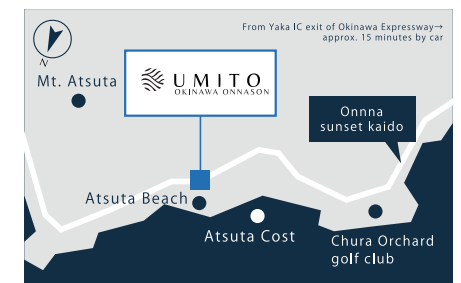 From Yaka IC exit of Okinawa Expressway→
approx. 15 minutes by car
N
Mt. Atsuta
UMITO
OKINAWA ONNASON
Onnna
sunset kaido
Atsuta Beach
Atsuta Cost
Chura Orchard
golf club